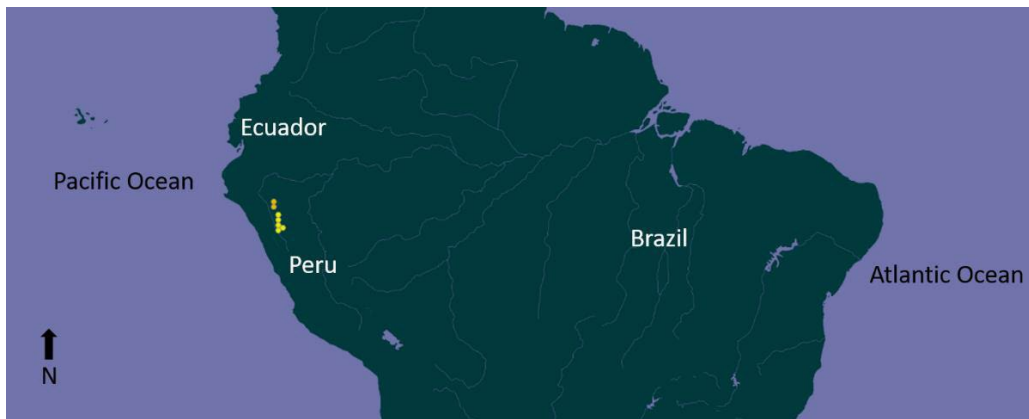 Ecuador
Pacific Ocean
Brazil
Peru
Atlantic Ocean
N